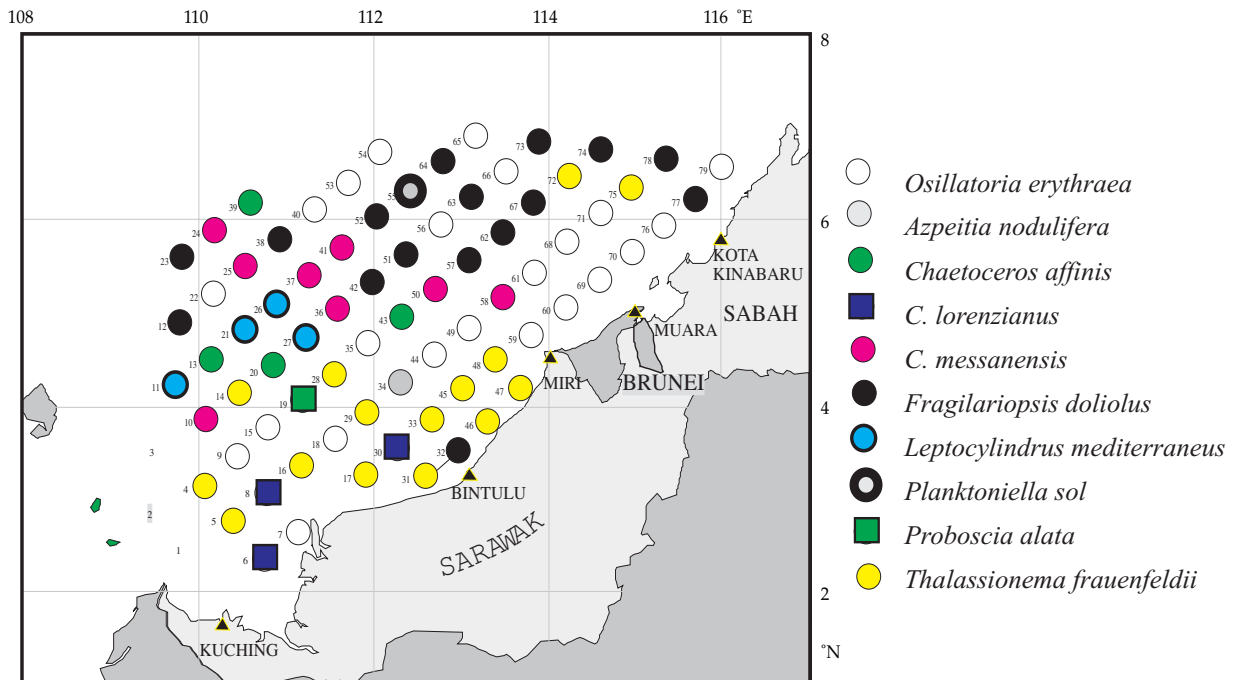 108 110 112 114 116 °E
8
6
4
2
°N
65 73 74 78 79
54 64 66 72 75
53 55 63 67 77
39 40 52 56 62 71 76
24 38 41 51 57 68 70
23 25 37 42 50 58 61 69
22 26 36 43 49 60
12 21 27 35 44 59
13 20 28 34 48
11 14 19 29 45 47
10 15 18 33 46
3 9 16 30 32
4 8 17 31
2 5 7
1 6
KOTA
KINABARU
SABAH
MUARA
MIRI
BRUNEI
BINTULU
SARAWAK
KUCHING
Osillatoria erythraea
Azpeitia nodulifera
Chaetoceros affinis
C. lorenzianus
C. messanensis
Fragilariopsis doliolus
Leptocylindrus mediterraneus
Planktoniella sol
Proboscia alata
Thalassionema frauenfeldii